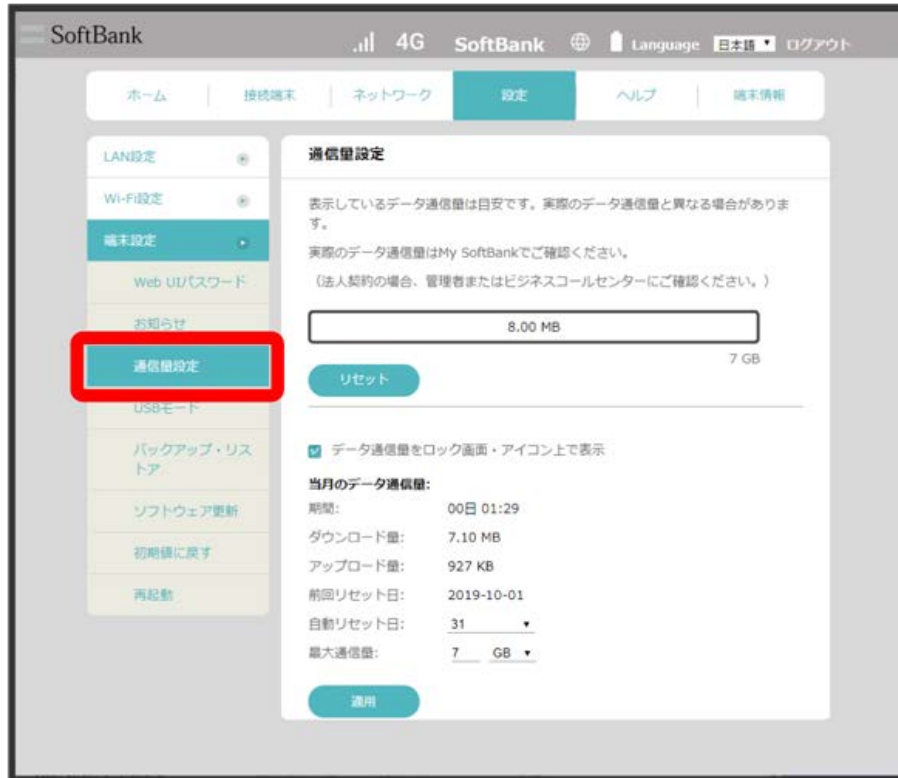 SoftBank
4G SoftBank Language 日本語 ログアウト
ホーム 接続端末 ネットワーク 設定 ヘルプ 端末情報
LAN設定
Wi-Fi設定
端末設定
Web UIパスワード
お知らせ
通信量設定
USBモード
バックアップ・リス
トア
ソフトウェア更新
初期値に戻す
再起動
通信量設定
表示しているデータ通信量は目安です。実際のデータ通信量と異なる場合がありま
す。
実際のデータ通信量はMy SoftBankでご確認ください。
（法人契約の場合、管理者またはビジネスコールセンターにご確認ください。）
8.00 MB
7 GB
リセット
データ通信量をロック画面・アイコン上で表示
当月のデータ通信量:
期間: 00日 01:29
ダウンロード量: 7.10 MB
アップロード量: 927 KB
前回リセット日: 2019-10-01
自動リセット日: 31
最大通信量: 7 GB
適用